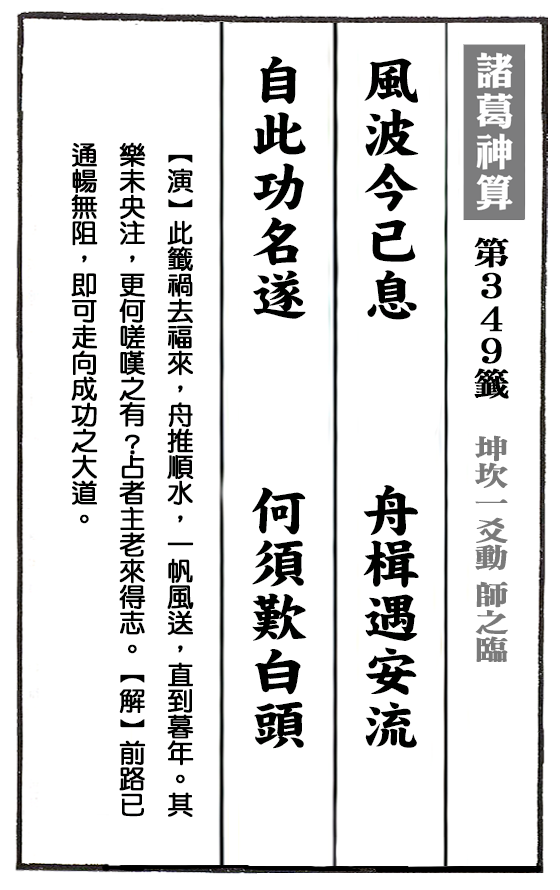 諸葛神算 第349籤 坤坎一爻動 師之臨
風波今已息 舟楫遇安流
自此功名遂 何須歎白頭
【演】此籤禍去福來，舟推順水，一帆風送，直到暮年。其
樂未央注，更何嗟嘆之有？占者主老來得志。【解】前路已
通暢無阻，即可走向成功之大道。